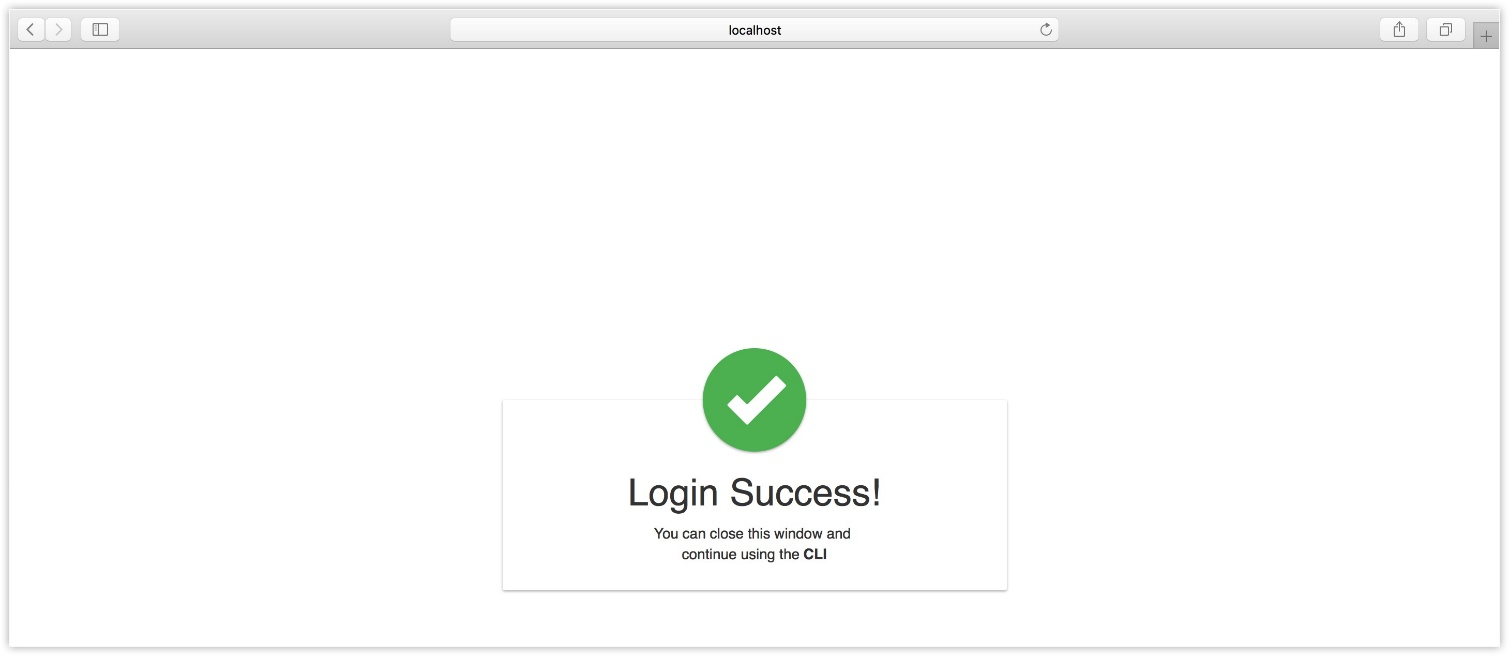 localhost
Login Success!
You can close this window and
continue using the CLI